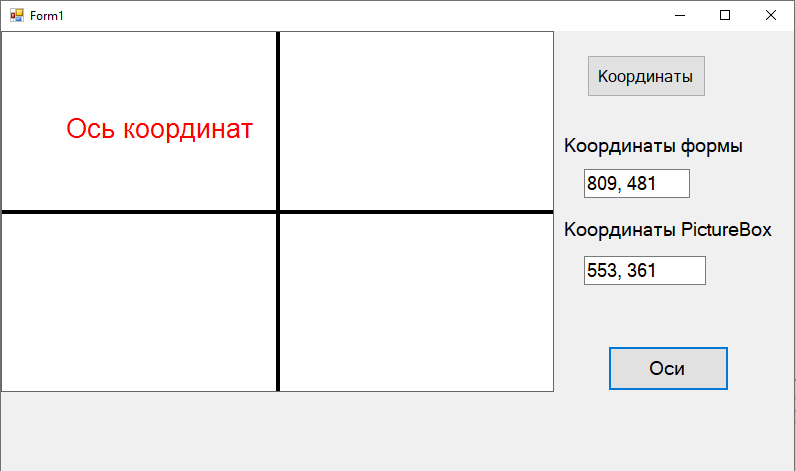 Form1
Ось координат
Координаты
Координаты формы
809, 481
Координаты PictureBox
553, 361
Оси